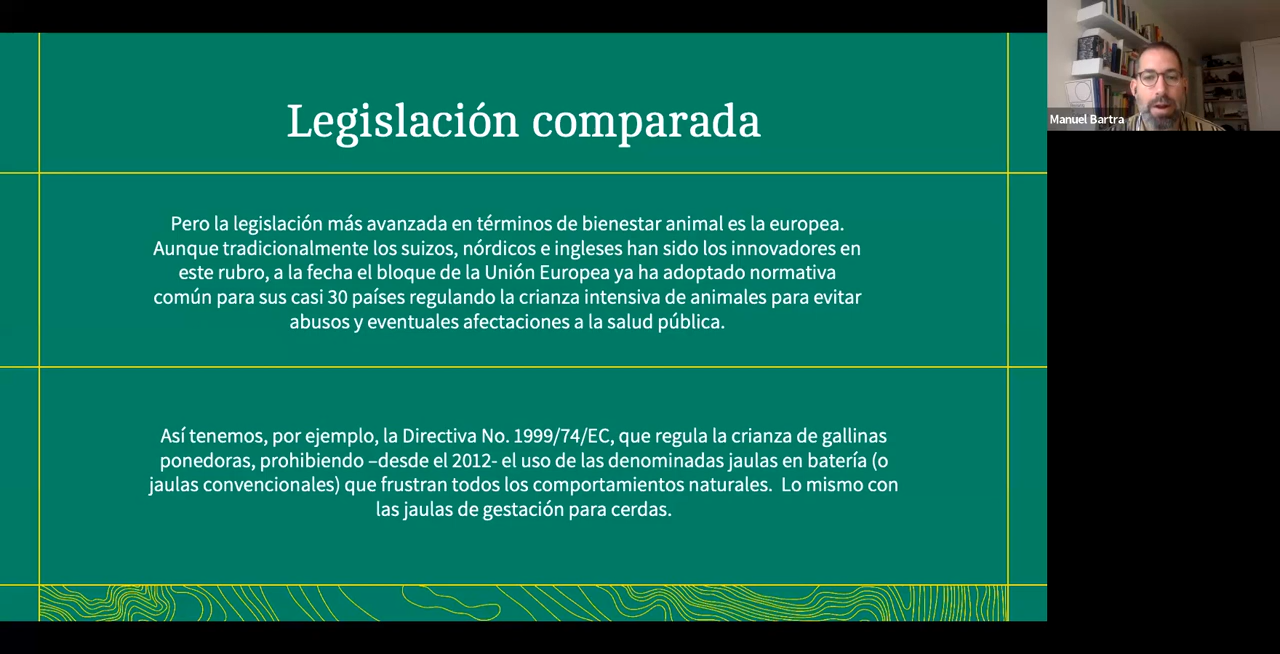 Legislación comparada
Manuel Bartra
Pero la legislación más avanzada en términos de bienestar animal es la europea.
Aunque tradicionalmente los suizos, nórdicos e ingleses han sido los innovadores en
este rubro, a la fecha el bloque de la Unión Europea ya ha adoptado normativa
común para sus casi 30 países regulando la crianza intensiva de animales para evitar
abusos y eventuales afectaciones a la salud pública.
Así tenemos, por ejemplo, la Directiva No. 1999/74/EC, que regula la crianza de gallinas
ponedoras, prohibiendo –desde el 2012- el uso de las denominadas jaulas en batería (o
jaulas convencionales) que frustran todos los comportamientos naturales.  Lo mismo con
las jaulas de gestación para cerdas.